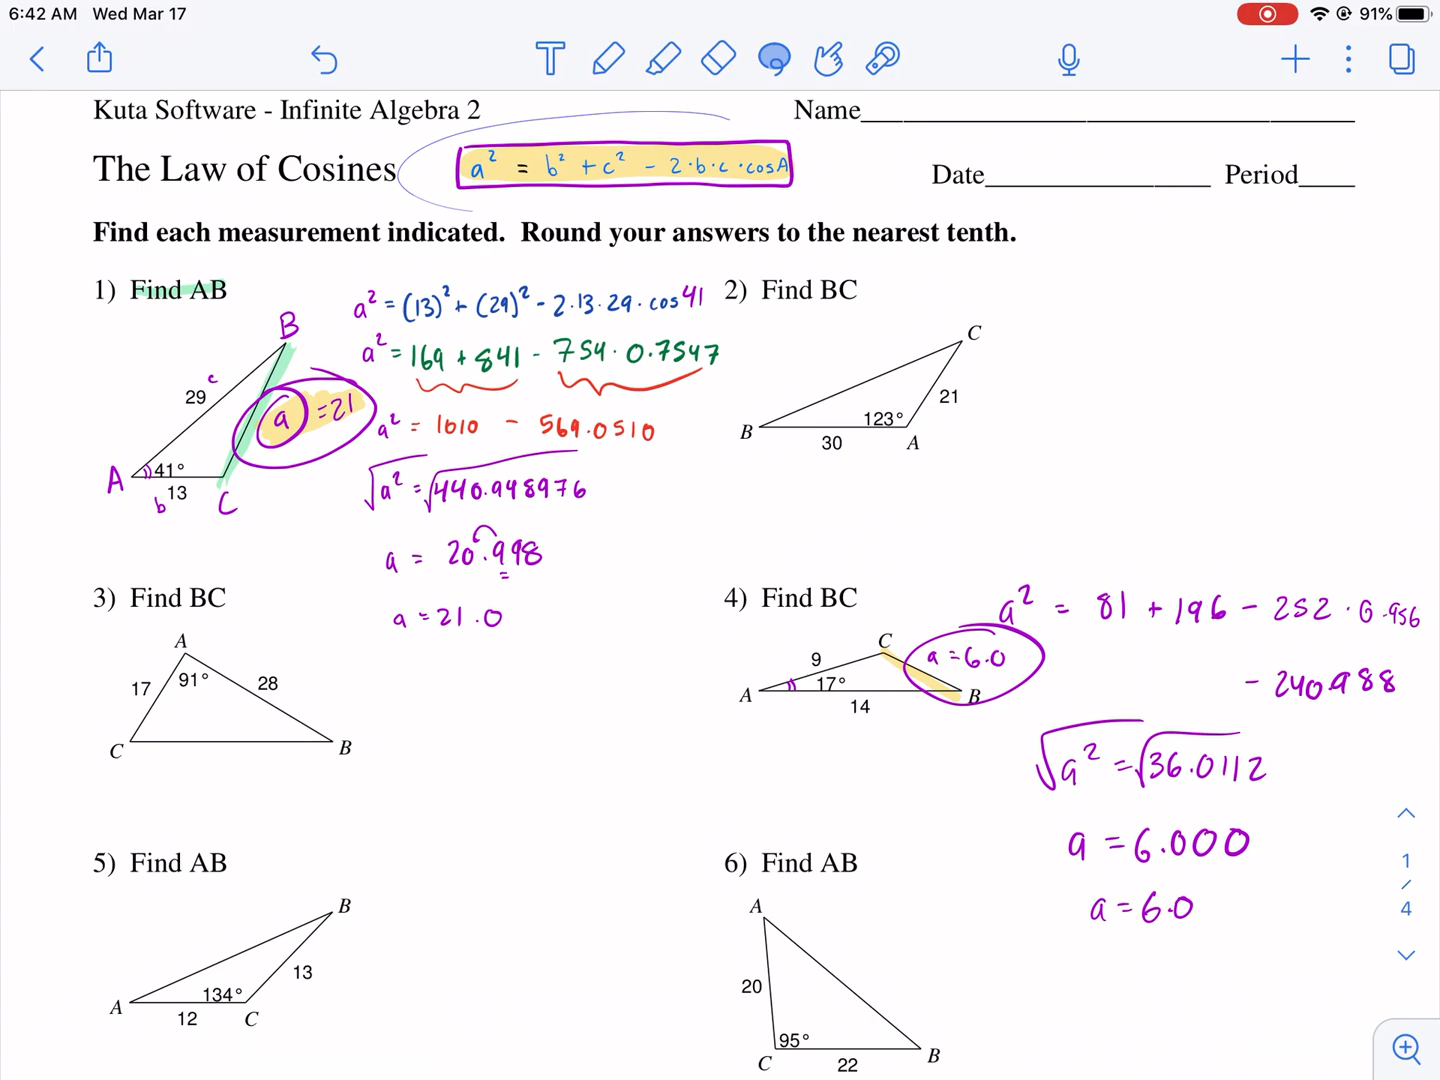 6:42 AM Wed Mar 17
91%
Kuta Software - Infinite Algebra 2
Name
The Law of Cosines
a² = b² + c² - 2·b·c·cosA
Date Period
Find each measurement indicated. Round your answers to the nearest tenth.
1) Find AB
a² = (13)² + (29)² - 2·13·29·cos41
a² = 169 + 841 - 754·0.7547
a² = 1010 - 569.0510
√a² = √440.948976
a = 20.998
a = 21.0
B
29
c
a = 21
A
41°
13
b
C
2) Find BC
C
21
123°
B
30
A
3) Find BC
A
17
91°
28
C
B
4) Find BC
a² = 81 + 196 - 252·0.956
- 240.988
√a² = √36.0112
a = 6.000
a = 6.0
C
9
a = 6.0
A
17°
B
14
5) Find AB
B
13
134°
A
12
C
6) Find AB
A
20
95°
C
22
B
1
/
4